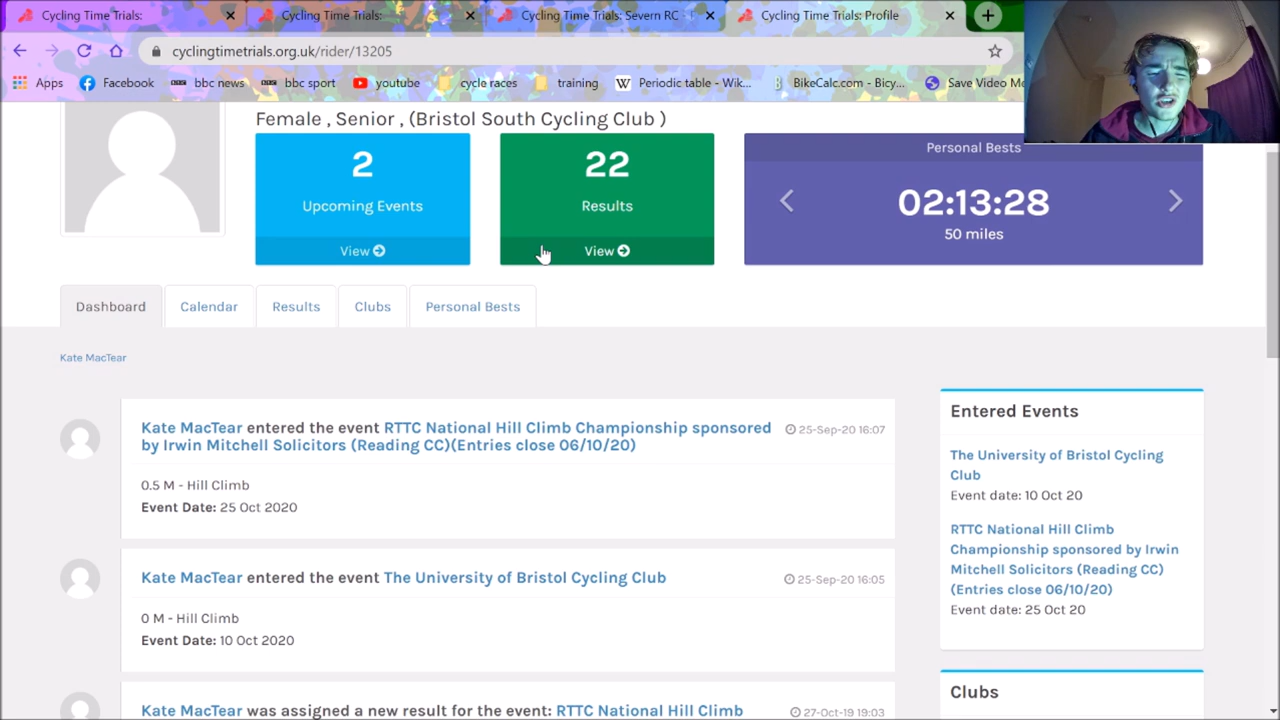 Cycling Time Trials:
Cycling Time Trials:
Cycling Time Trials: Severn RC -
Cycling Time Trials: Profile
cyclingtimetrials.org.uk/rider/13205
Apps
Facebook
BBC bbc news
BBC bbc sport
youtube
cycle races
training
W Periodic table - Wik...
BikeCalc.com - Bicy...
Save Video Me
Female , Senior , (Bristol South Cycling Club )
2
Upcoming Events
View
22
Results
View
Personal Bests
02:13:28
50 miles
Dashboard
Calendar
Results
Clubs
Personal Bests
Kate MacTear
Kate MacTear entered the event RTTC National Hill Climb Championship sponsored
by Irwin Mitchell Solicitors (Reading CC)(Entries close 06/10/20)
25-Sep-20 16:07
0.5 M - Hill Climb
Event Date: 25 Oct 2020
Kate MacTear entered the event The University of Bristol Cycling Club
25-Sep-20 16:05
0 M - Hill Climb
Event Date: 10 Oct 2020
Kate MacTear was assigned a new result for the event: RTTC National Hill Climb
27-Oct-19 19:03
Entered Events
The University of Bristol Cycling
Club
Event date: 10 Oct 20
RTTC National Hill Climb
Championship sponsored by Irwin
Mitchell Solicitors (Reading CC)
(Entries close 06/10/20)
Event date: 25 Oct 20
Clubs